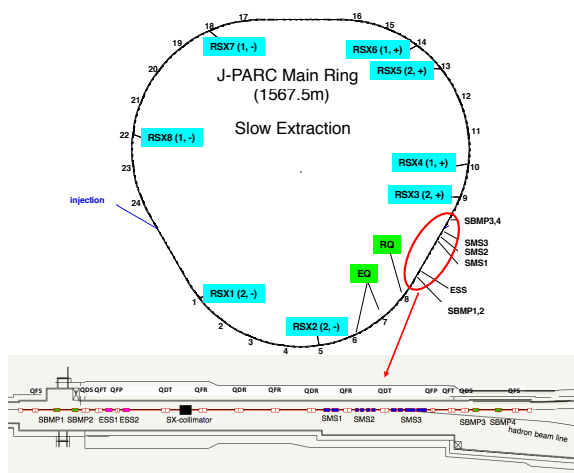 17
16
18
RSX7 (1, -)
RSX6 (1, +)
15
14
19
RSX5 (2, +)
13
J-PARC Main Ring
20
(1567.5m)
12
21
Slow Extraction
11
22
RSX8 (1, -)
RSX4 (1, +)
10
23
RSX3 (2, +)
9
24
injection
SBMP3,4
RQ
SMS3
SMS2
SMS1
EQ
ESS
RSX1 (2, -)
8
1
SBMP1,2
7
2
RSX2 (2, -)
6
3
4
5
QFS QDS QFT QFP QDT QFR QDR QFR QDR QFR QDT QFP QFT QDS QFS
SBMP1 SBMP2 ESS1 ESS2 SX-collimator SMS1 SMS2 SMS3 SBMP3 SBMP4
hadron beam line